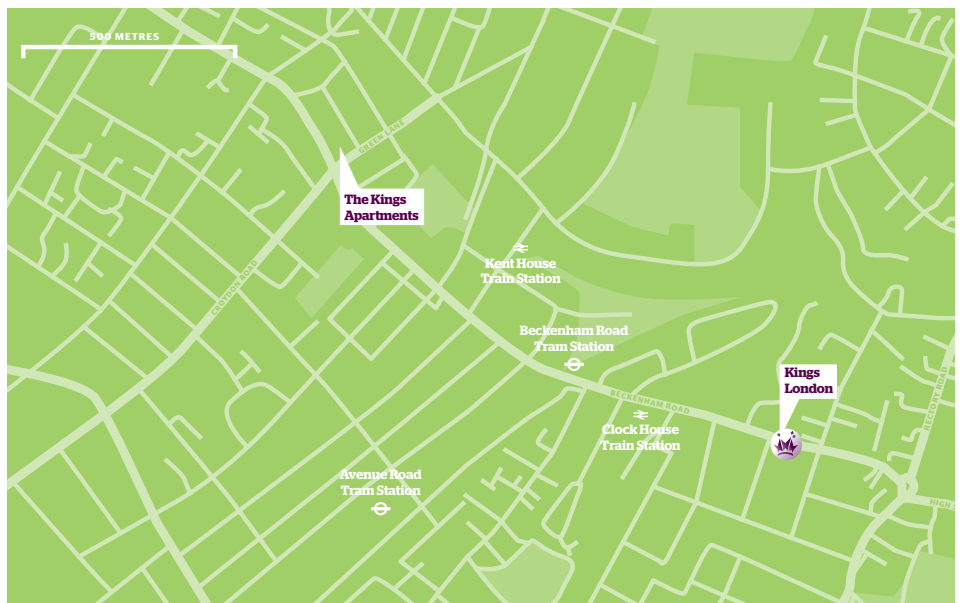 500 METRES
GREEN LANE
The Kings
Apartments
CROYDON ROAD
Kent House
Train Station
Beckenham Road
Tram Station
Kings
London
RECTORY ROAD
BECKENHAM ROAD
Clock House
Train Station
Avenue Road
Tram Station
HIGH